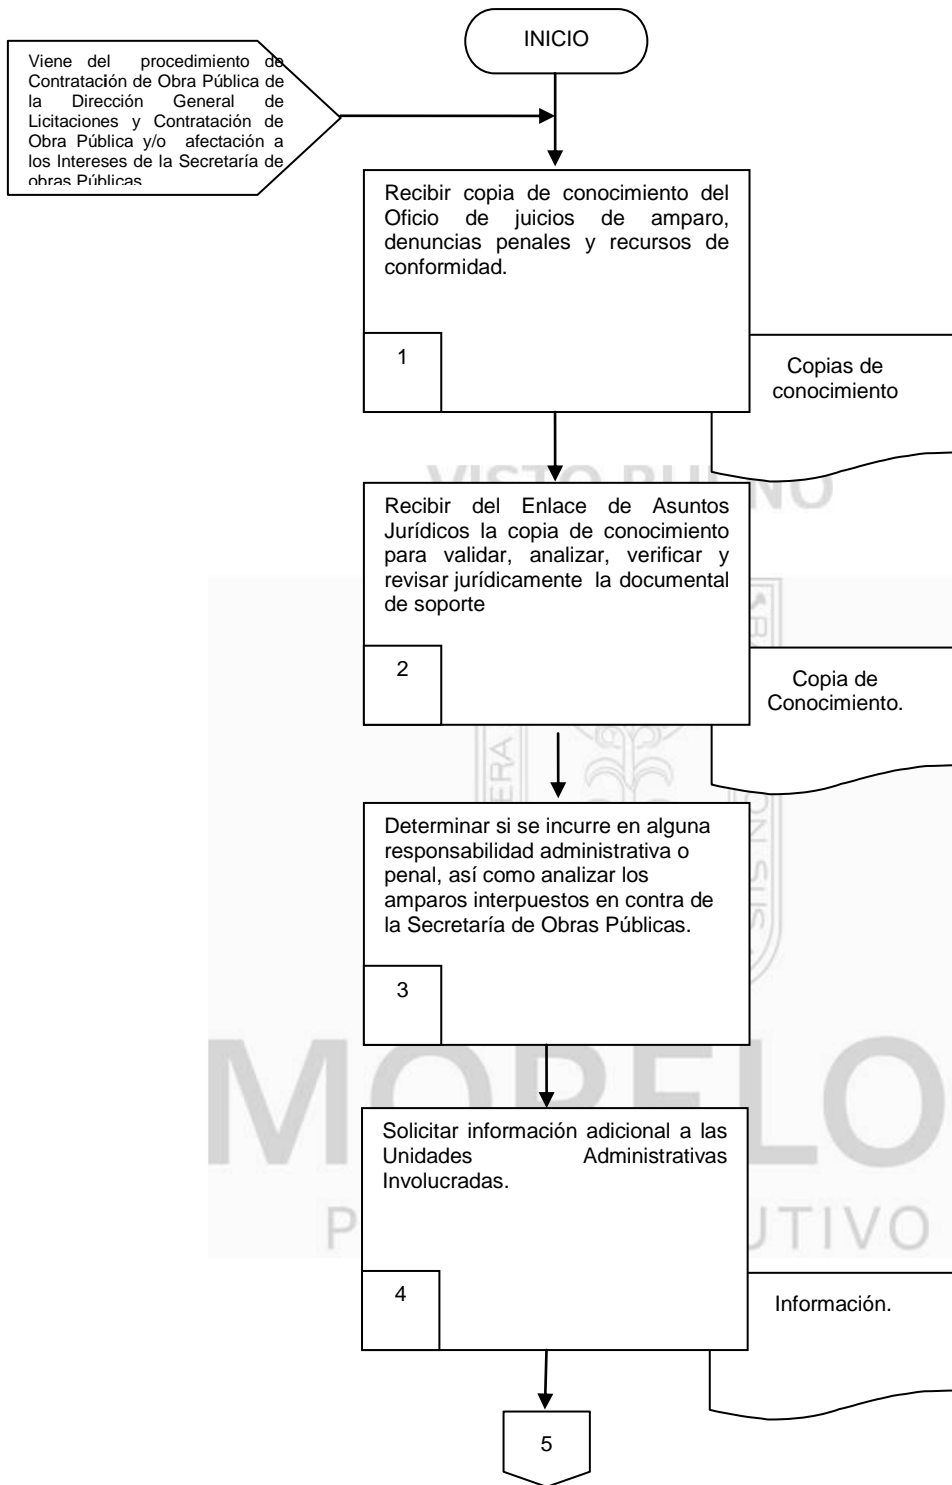 INICIO
Viene del procedimiento de
Contratación de Obra Pública de
la Dirección General de
Licitaciones y Contratación de
Obra Pública y/o afectación a
los Intereses de la Secretaría de
obras Públicas
Recibir copia de conocimiento del
Oficio de juicios de amparo,
denuncias penales y recursos de
conformidad.
1
Copias de
conocimiento
VISTO BUENO
Recibir del Enlace de Asuntos
Jurídicos la copia de conocimiento
para validar, analizar, verificar y
revisar jurídicamente la documental
de soporte
2
Copia de
Conocimiento.
Determinar si se incurre en alguna
responsabilidad administrativa o
penal, así como analizar los
amparos interpuestos en contra de
la Secretaría de Obras Públicas.
3
MORELO
Solicitar información adicional a las
Unidades Administrativas
Involucradas.
4
Información.
5